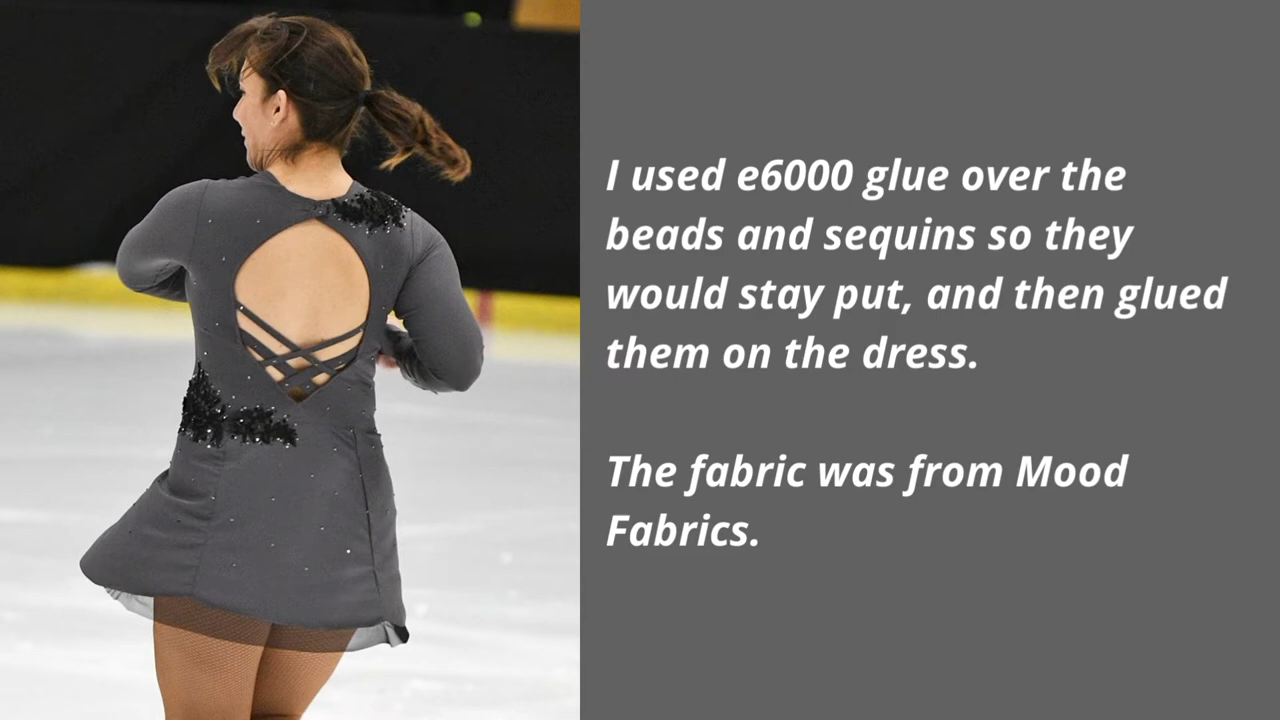 I used e6000 glue over the
beads and sequins so they
would stay put, and then glued
them on the dress.
The fabric was from Mood
Fabrics.